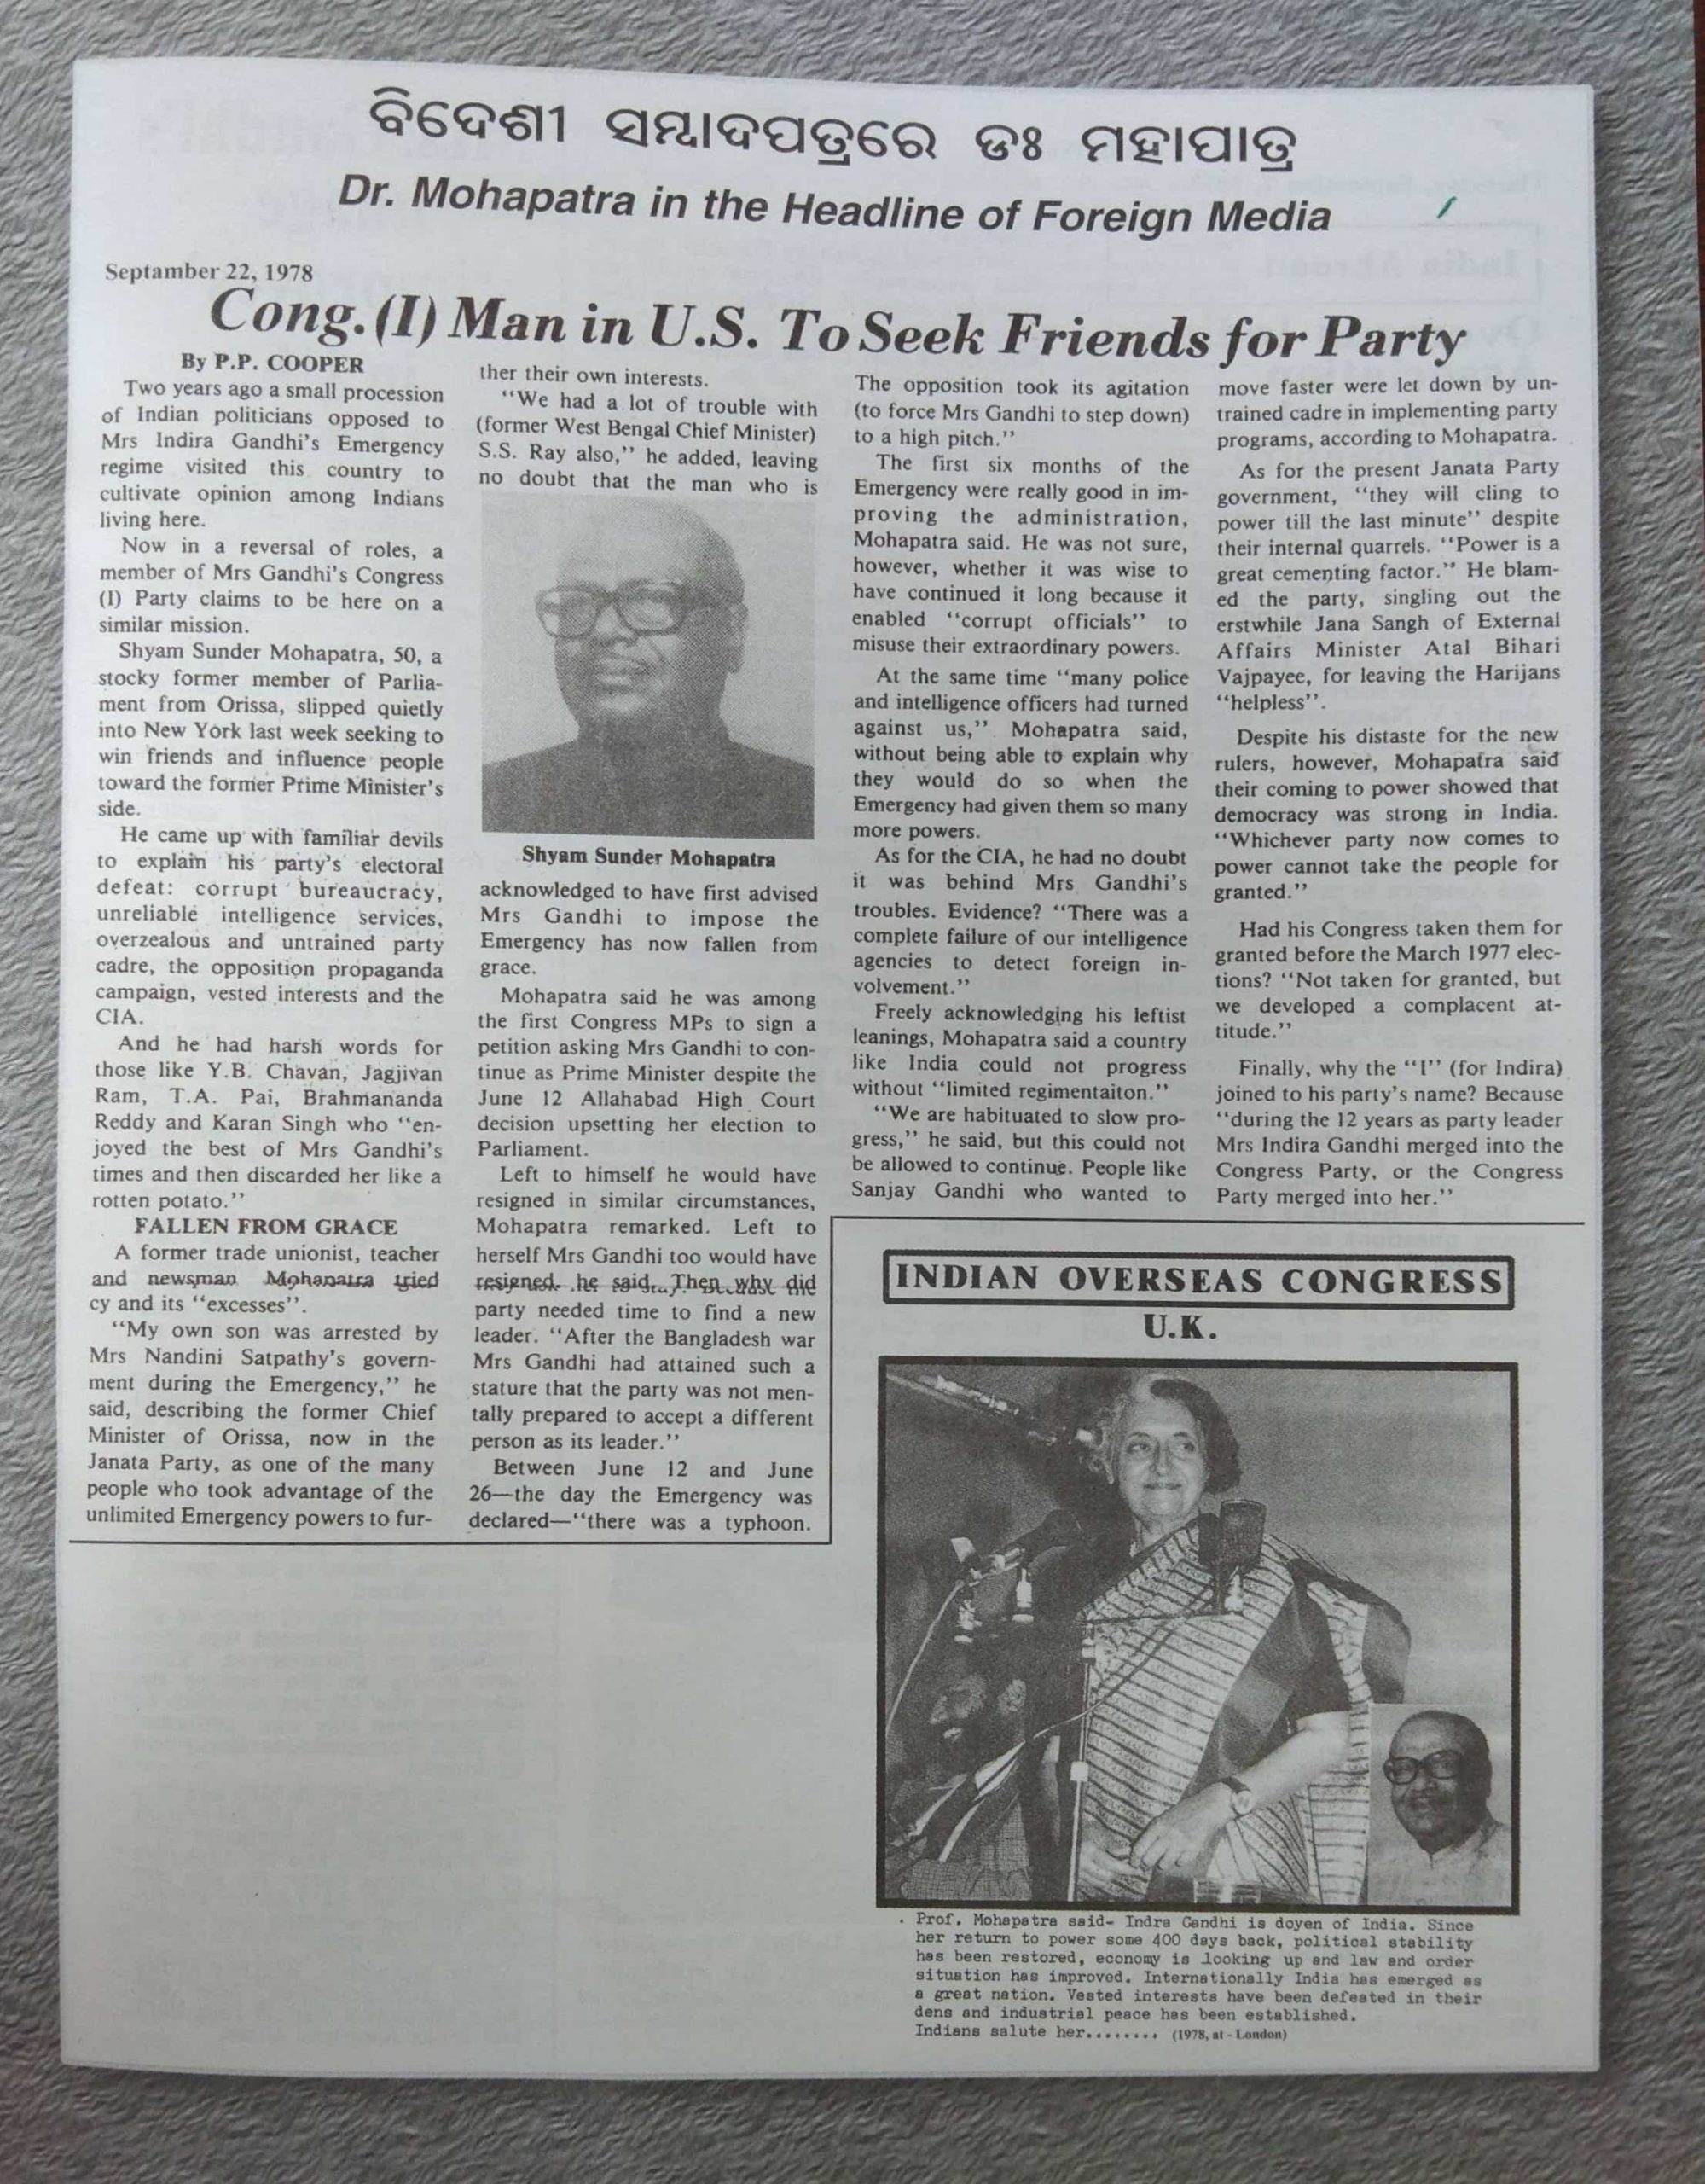 ବିଦେଶୀ ସମ୍ବାଦପତ୍ରରେ ଡଃ ମହାପାତ୍ର
Dr. Mohapatra in the Headline of Foreign Media
Septamber 22, 1978
Cong. (I) Man in U.S. To Seek Friends for Party
By P.P. COOPER
Two years ago a small procession
of Indian politicians opposed to
Mrs Indira Gandhi's Emergency
regime visited this country to
cultivate opinion among Indians
living here.
Now in a reversal of roles, a
member of Mrs Gandhi's Congress
(I) Party claims to be here on a
similar mission.
Shyam Sunder Mohapatra, 50, a
stocky former member of Parlia-
ment from Orissa, slipped quietly
into New York last week seeking to
win friends and influence people
toward the former Prime Minister's
side.
He came up with familiar devils
to explain his party's electoral
defeat: corrupt bureaucracy,
unreliable intelligence services,
overzealous and untrained party
cadre, the opposition propaganda
campaign, vested interests and the
CIA.
And he had harsh words for
those like Y.B. Chavan, Jagjivan
Ram, T.A. Pai, Brahmananda
Reddy and Karan Singh who "en-
joyed the best of Mrs Gandhi's
times and then discarded her like a
rotten potato."
FALLEN FROM GRACE
A former trade unionist, teacher
and newsman Mohapatra tried
cy and its "excesses".
"My own son was arrested by
Mrs Nandini Satpathy's govern-
ment during the Emergency," he
said, describing the former Chief
Minister of Orissa, now in the
Janata Party, as one of the many
people who took advantage of the
unlimited Emergency powers to fur-
ther their own interests.
"We had a lot of trouble with
(former West Bengal Chief Minister)
S.S. Ray also," he added, leaving
no doubt that the man who is
Shyam Sunder Mohapatra
acknowledged to have first advised
Mrs Gandhi to impose the
Emergency has now fallen from
grace.
Mohapatra said he was among
the first Congress MPs to sign a
petition asking Mrs Gandhi to con-
tinue as Prime Minister despite the
June 12 Allahabad High Court
decision upsetting her election to
Parliament.
Left to himself he would have
resigned in similar circumstances,
Mohapatra remarked. Left to
herself Mrs Gandhi too would have
resigned, he said. Then why did
party needed time to find a new
leader. "After the Bangladesh war
Mrs Gandhi had attained such a
stature that the party was not men-
tally prepared to accept a different
person as its leader."
Between June 12 and June
26—the day the Emergency was
declared—"there was a typhoon.
The opposition took its agitation
(to force Mrs Gandhi to step down)
to a high pitch."
The first six months of the
Emergency were really good in im-
proving the administration,
Mohapatra said. He was not sure,
however, whether it was wise to
have continued it long because it
enabled "corrupt officials" to
misuse their extraordinary powers.
At the same time "many police
and intelligence officers had turned
against us," Mohapatra said,
without being able to explain why
they would do so when the
Emergency had given them so many
more powers.
As for the CIA, he had no doubt
it was behind Mrs Gandhi's
troubles. Evidence? "There was a
complete failure of our intelligence
agencies to detect foreign in-
volvement."
Freely acknowledging his leftist
leanings, Mohapatra said a country
like India could not progress
without "limited regimentaiton."
"We are habituated to slow pro-
gress," he said, but this could not
be allowed to continue. People like
Sanjay Gandhi who wanted to
move faster were let down by un-
trained cadre in implementing party
programs, according to Mohapatra.
As for the present Janata Party
government, "they will cling to
power till the last minute" despite
their internal quarrels. "Power is a
great cementing factor." He blam-
ed the party, singling out the
erstwhile Jana Sangh of External
Affairs Minister Atal Bihari
Vajpayee, for leaving the Harijans
"helpless".
Despite his distaste for the new
rulers, however, Mohapatra said
their coming to power showed that
democracy was strong in India.
"Whichever party now comes to
power cannot take the people for
granted."
Had his Congress taken them for
granted before the March 1977 elec-
tions? "Not taken for granted, but
we developed a complacent at-
titude."
Finally, why the "I" (for Indira)
joined to his party's name? Because
"during the 12 years as party leader
Mrs Indira Gandhi merged into the
Congress Party, or the Congress
Party merged into her."
INDIAN OVERSEAS CONGRESS
U.K.
. Prof. Mohapatra said- Indra Gandhi is doyen of India. Since
her return to power some 400 days back, political stability
has been restored, economy is looking up and law and order
situation has improved. Internationally India has emerged as
a great nation. Vested interests have been defeated in their
dens and industrial peace has been established.
Indians salute her........ (1978, at - London)